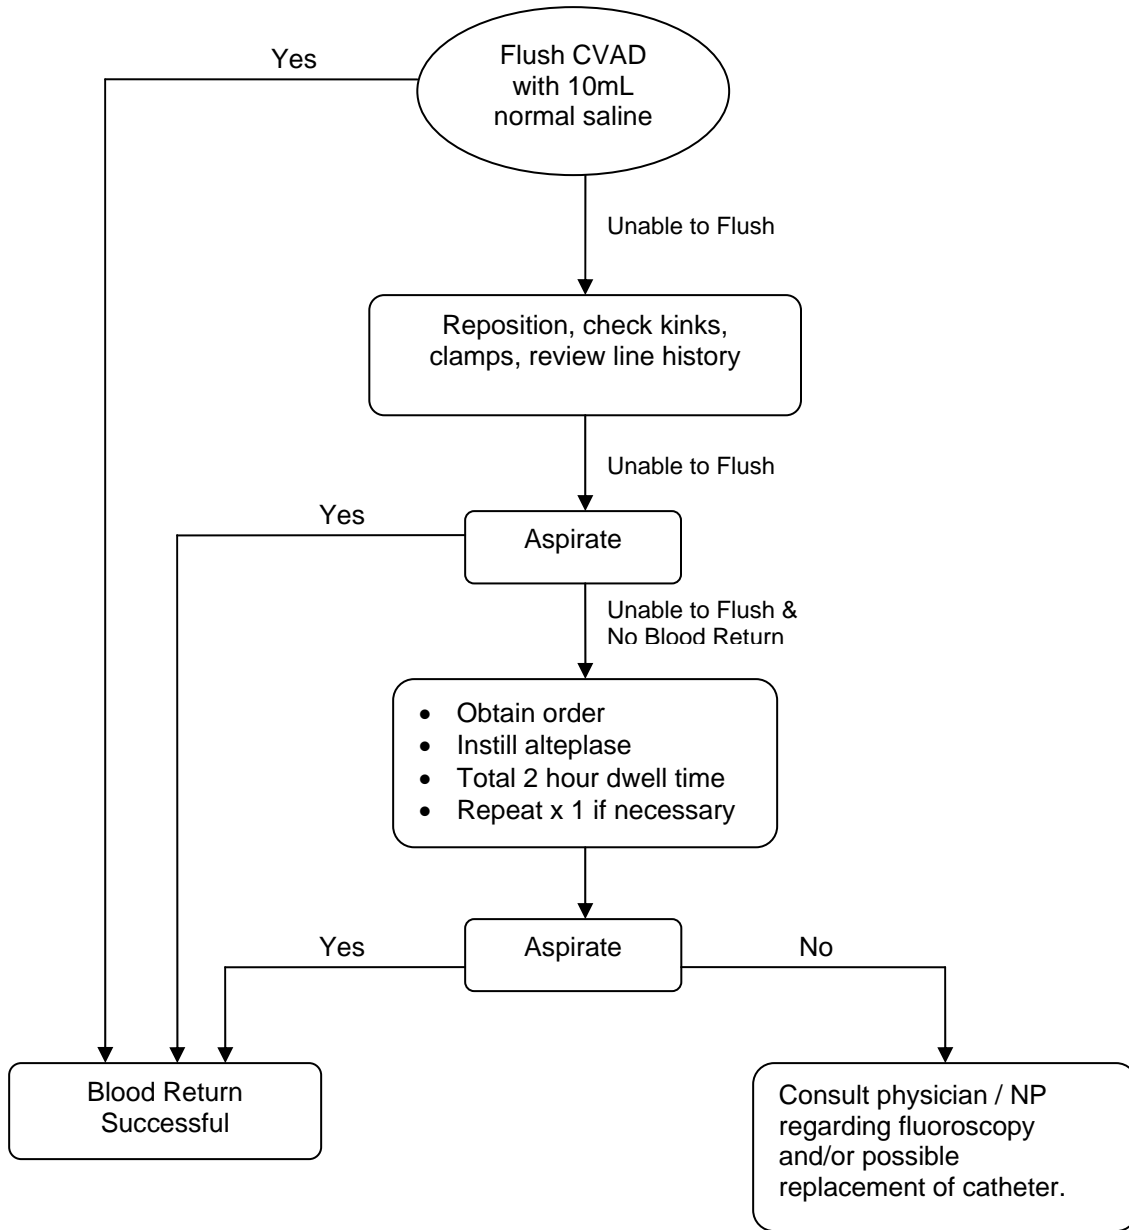 Yes
Flush CVAD
with 10mL
normal saline
Unable to Flush
Reposition, check kinks,
clamps, review line history
Unable to Flush
Yes
Aspirate
Unable to Flush &
No Blood Return
• Obtain order
• Instill alteplase
• Total 2 hour dwell time
• Repeat x 1 if necessary
Yes
Aspirate
No
Blood Return
Successful
Consult physician / NP
regarding fluoroscopy
and/or possible
replacement of catheter.